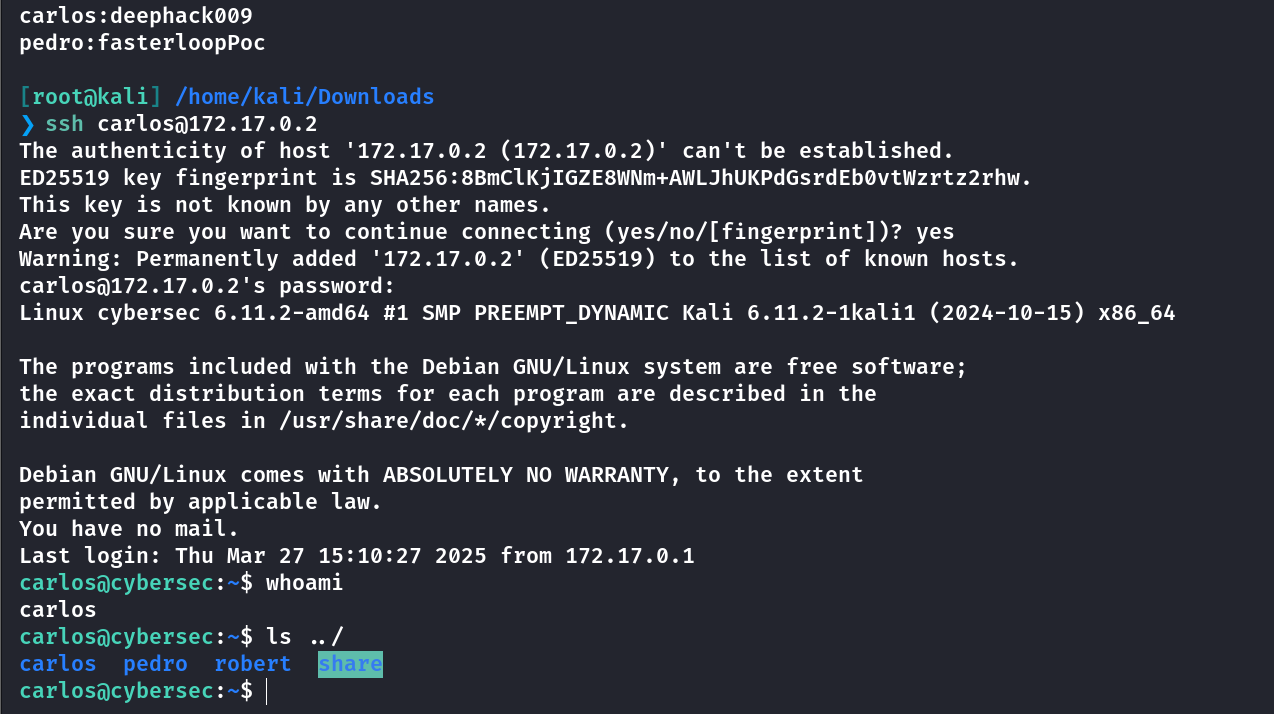 carlos:deephack009
pedro:fasterloopPoc
[root@kali] /home/kali/Downloads
❯ ssh carlos@172.17.0.2
The authenticity of host '172.17.0.2 (172.17.0.2)' can't be established.
ED25519 key fingerprint is SHA256:8BmClKjIGZE8WNm+AWLJhUKPdGsrdEb0vtWzrtz2rhw.
This key is not known by any other names.
Are you sure you want to continue connecting (yes/no/[fingerprint])? yes
Warning: Permanently added '172.17.0.2' (ED25519) to the list of known hosts.
carlos@172.17.0.2's password:
Linux cybersec 6.11.2-amd64 #1 SMP PREEMPT_DYNAMIC Kali 6.11.2-1kali1 (2024-10-15) x86_64
The programs included with the Debian GNU/Linux system are free software;
the exact distribution terms for each program are described in the
individual files in /usr/share/doc/*/copyright.
Debian GNU/Linux comes with ABSOLUTELY NO WARRANTY, to the extent
permitted by applicable law.
You have no mail.
Last login: Thu Mar 27 15:10:27 2025 from 172.17.0.1
carlos@cybersec:~$ whoami
carlos
carlos@cybersec:~$ ls ../
carlos  pedro  robert  share
carlos@cybersec:~$